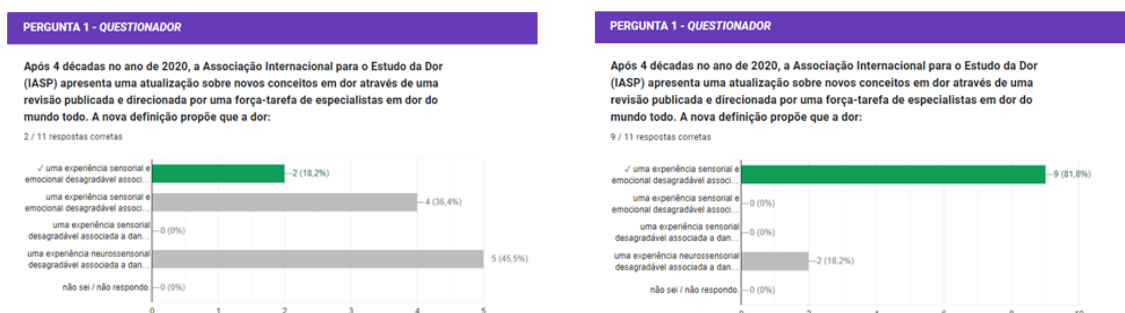 PERGUNTA 1 - QUESTIONADOR
Após 4 décadas no ano de 2020, a Associação Internacional para o Estudo da Dor
(IASP) apresenta uma atualização sobre novos conceitos em dor através de uma
revisão publicada e direcionada por uma força-tarefa de especialistas em dor do
mundo todo. A nova definição propõe que a dor:
2 / 11 respostas corretas
✓ uma experiência sensorial e
emocional desagradável associ...
2 (18,2%)
uma experiência sensorial e
emocional desagradável associ...
4 (36,4%)
uma experiência sensorial
desagradável associada a dan...
0 (0%)
uma experiência neurossensorial
desagradável associada a dan...
5 (45,5%)
não sei / não respondo.
0 (0%)
0 1 2 3 4 5
PERGUNTA 1 - QUESTIONADOR
Após 4 décadas no ano de 2020, a Associação Internacional para o Estudo da Dor
(IASP) apresenta uma atualização sobre novos conceitos em dor através de uma
revisão publicada e direcionada por uma força-tarefa de especialistas em dor do
mundo todo. A nova definição propõe que a dor:
9 / 11 respostas corretas
✓ uma experiência sensorial e
emocional desagradável associ...
9 (81,8%)
uma experiência sensorial e
emocional desagradável associ...
0 (0%)
uma experiência sensorial
desagradável associada a dan...
0 (0%)
uma experiência neurossensorial
desagradável associada a dan...
2 (18,2%)
não sei / não respondo.
0 (0%)
0 2 4 6 8 10